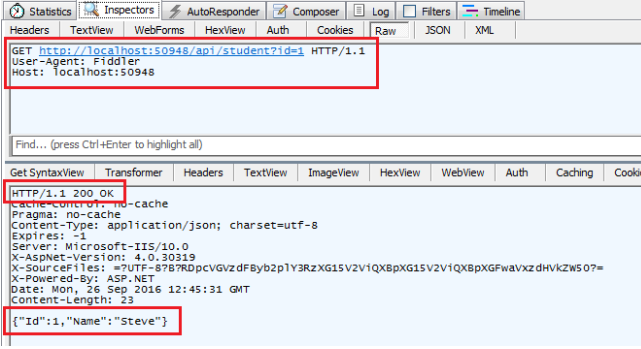 Statistics Inspectors AutoResponder Composer Log Filters Timeline
Headers TextView WebForms HexView Auth Cookies Raw JSON XML
GET http://localhost:50948/api/student?id=1 HTTP/1.1
User-Agent: Fiddler
Host: localhost:50948
Find... (press Ctrl+Enter to highlight all)
Get SyntaxView Transformer Headers TextView ImageView HexView WebView Auth Caching Cooki
HTTP/1.1 200 OK
Cache-Control: no-cache
Pragma: no-cache
Content-Type: application/json; charset=utf-8
Expires: -1
Server: Microsoft-IIS/10.0
X-AspNet-Version: 4.0.30319
X-SourceFiles: =?UTF-8?B?RDpcVGVzdFByb2plY3RzXG15V2ViQXBpXG15V2ViQXBpXGFwaVxzdHVkZW50?=
X-Powered-By: ASP.NET
Date: Mon, 26 Sep 2016 12:45:31 GMT
Content-Length: 23
{"Id":1,"Name":"Steve"}